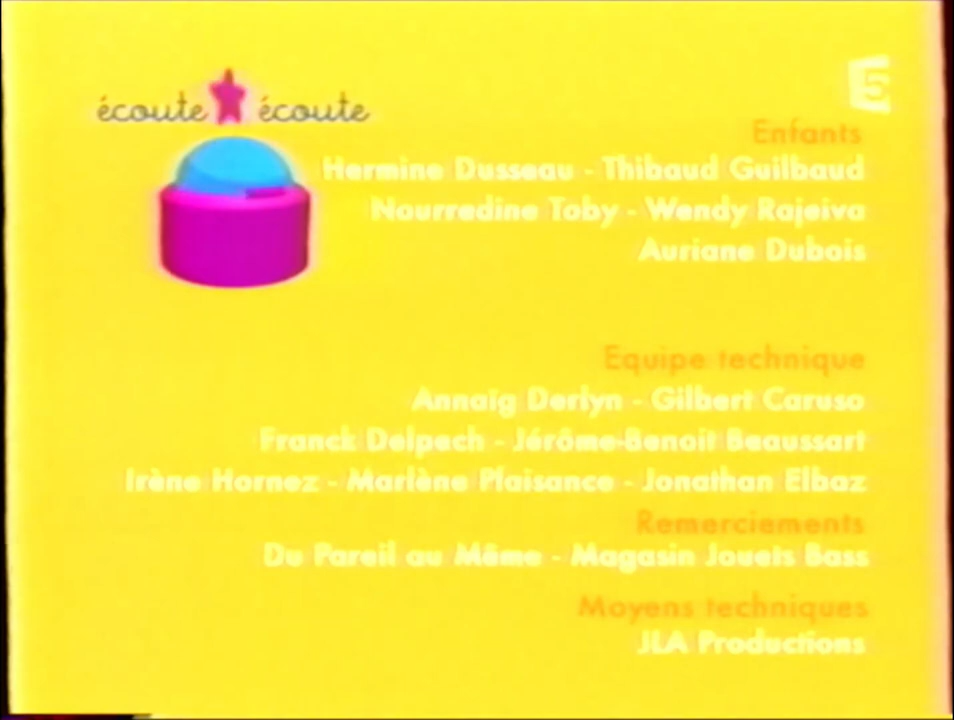 écoute écoute
5
Enfants
Hermine Dusseau - Thibaud Guilbaud
Nourredine Toby - Wendy Rajeiva
Auriane Dubois
Equipe technique
Annaïg Derlyn - Gilbert Caruso
Franck Delpech - Jérôme-Benoit Beaussart
Irène Hornez - Marlène Plaisance - Jonathan Elbaz
Remerciements
Du Pareil au Même - Magasin Jouets Bass
Moyens techniques
JLA Productions